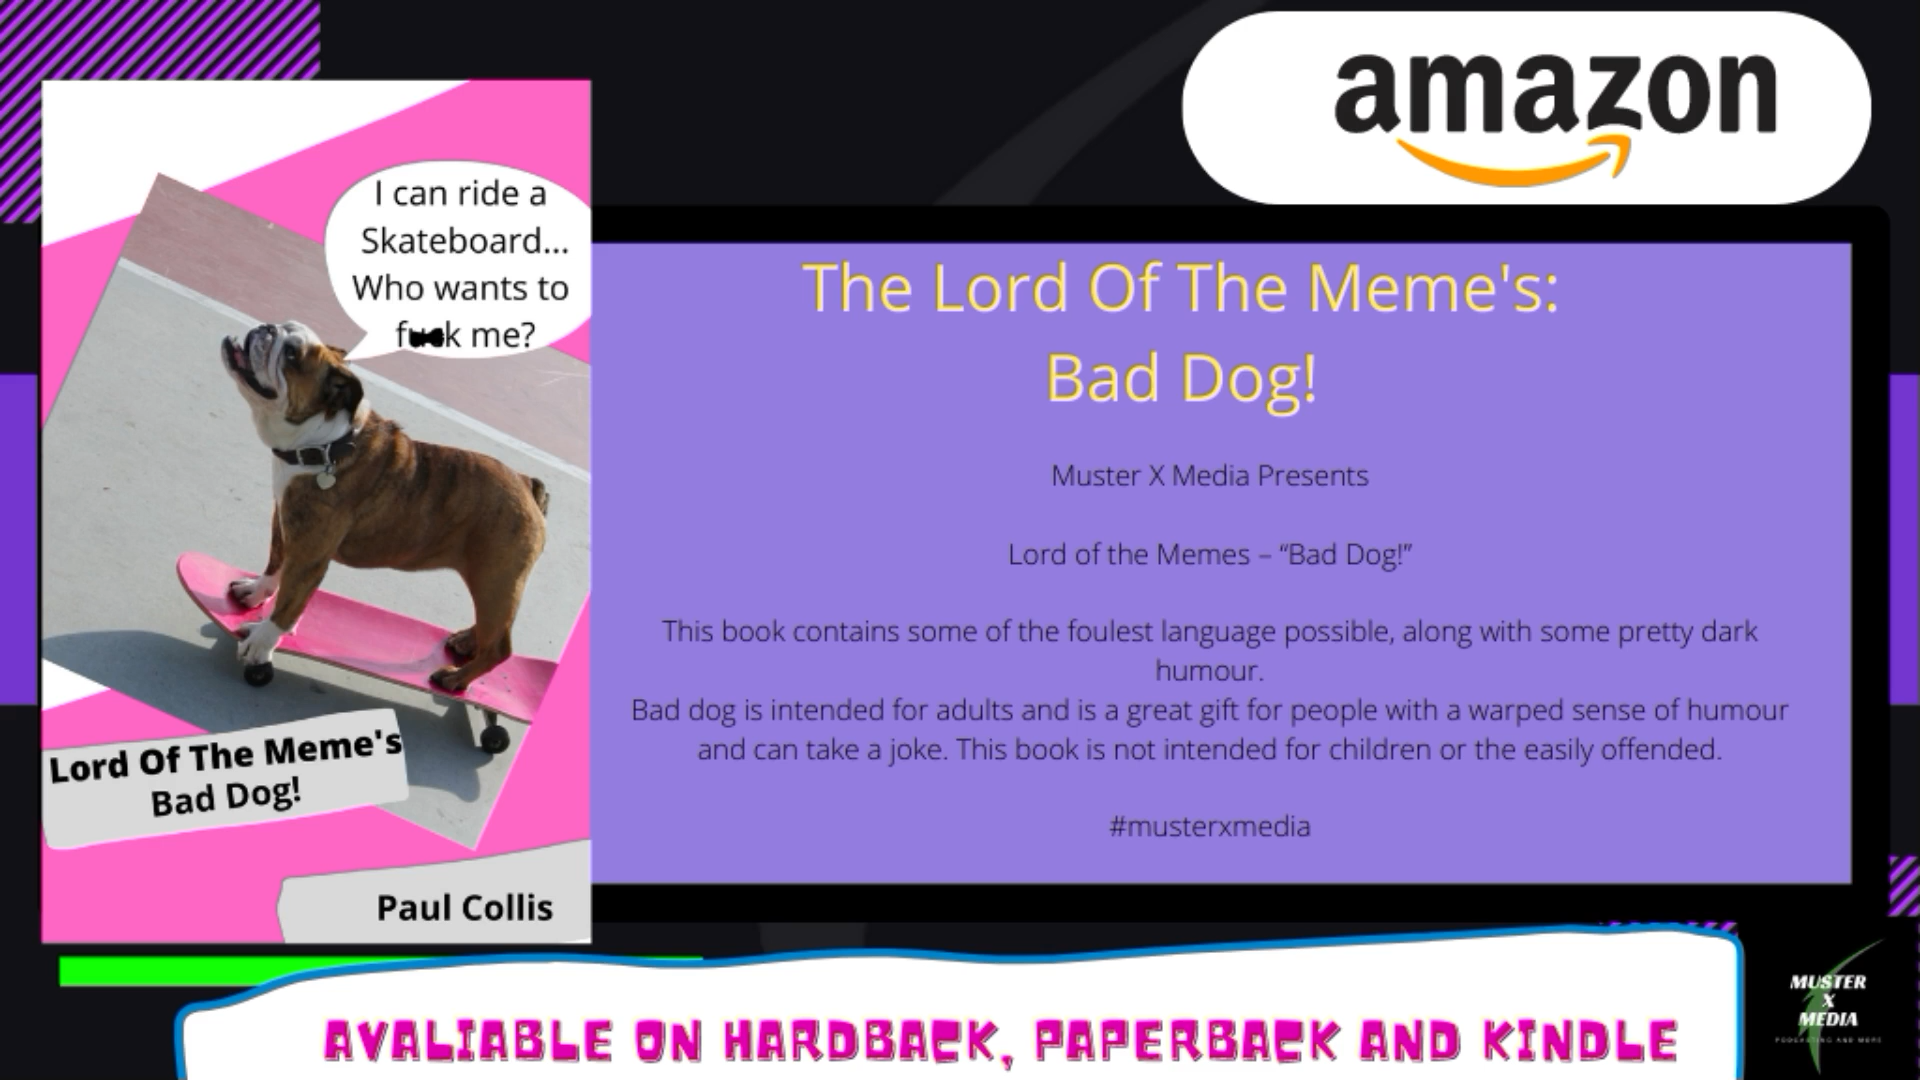 amazon
I can ride a
Skateboard...
Who wants to
fuck me?
Lord Of The Meme's
Bad Dog!
Paul Collis
The Lord Of The Meme's:
Bad Dog!
Muster X Media Presents
Lord of the Memes – “Bad Dog!”
This book contains some of the foulest language possible, along with some pretty dark
humour.
Bad dog is intended for adults and is a great gift for people with a warped sense of humour
and can take a joke. This book is not intended for children or the easily offended.
#musterxmedia
AVALIABLE ON HARDBACK, PAPERBACK AND KINDLE
MUSTER
X
MEDIA
PODCASTING AND MORE